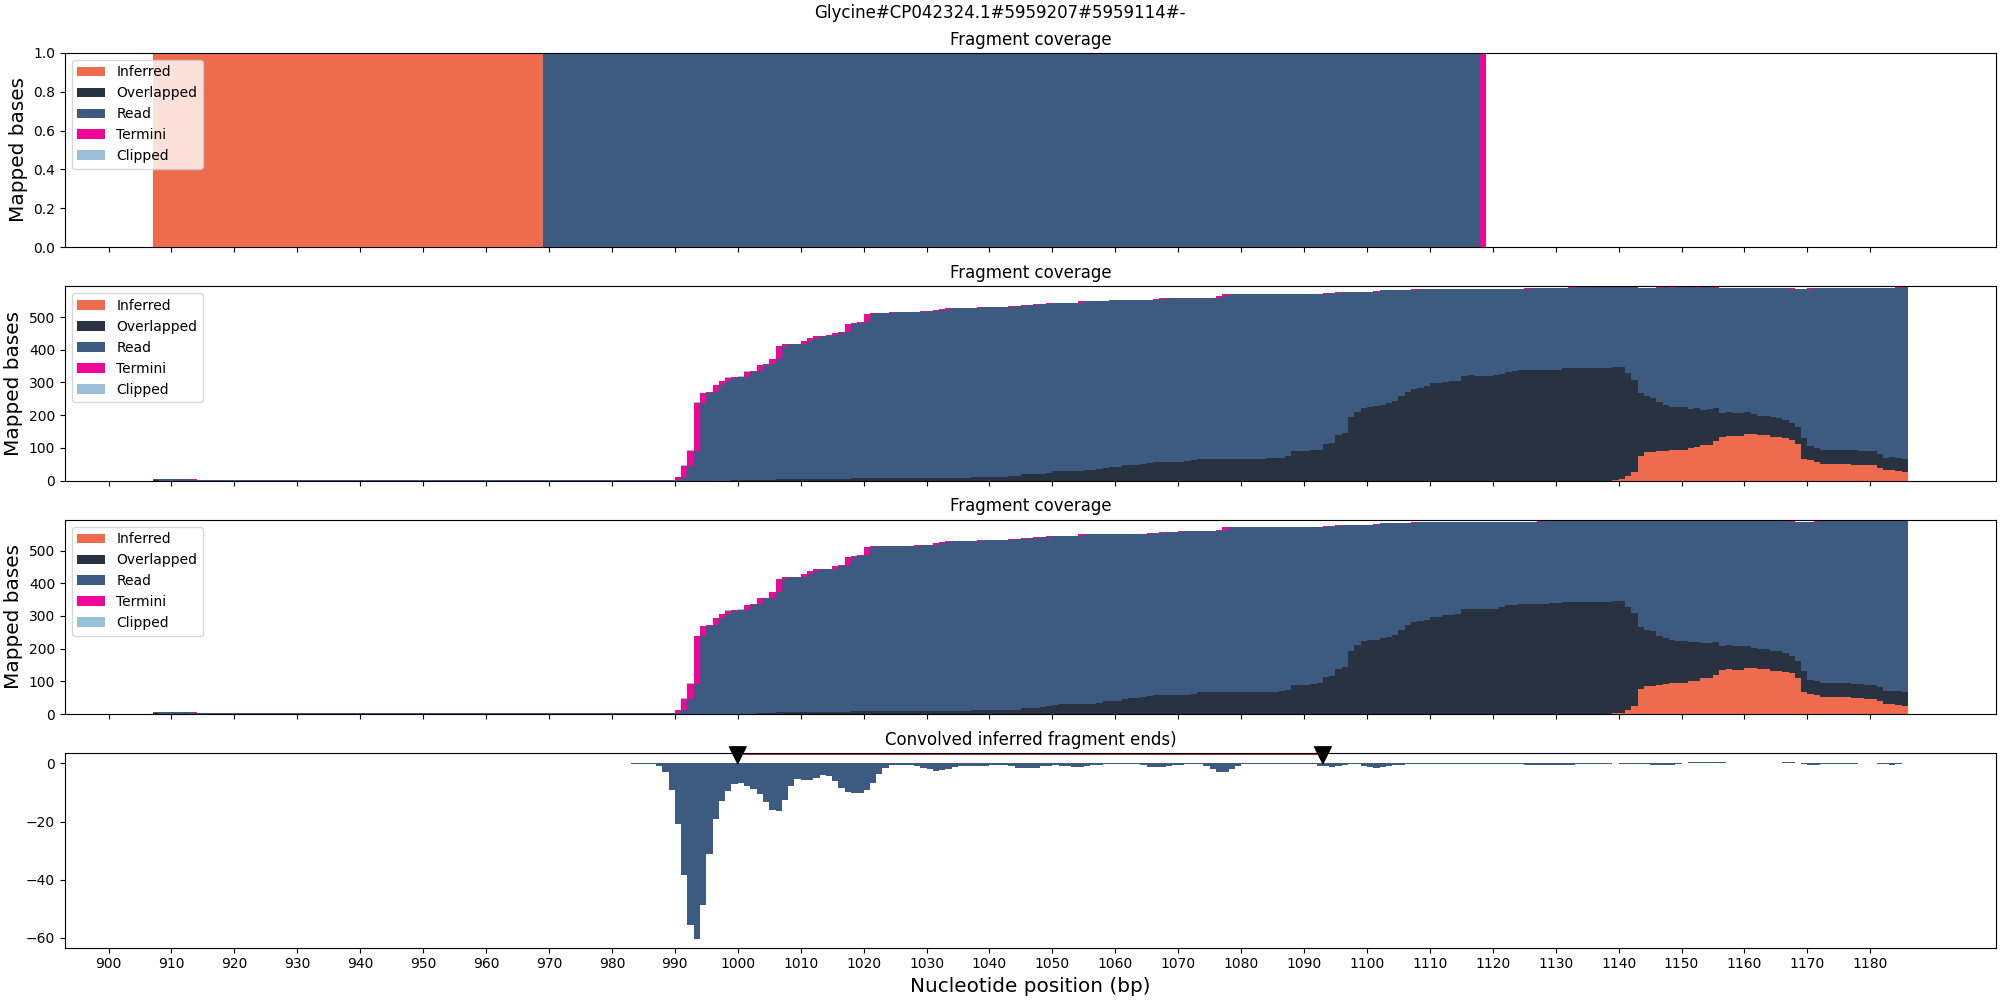 Glycine#CP042324.1#5959207#5959114#-
Fragment coverage
Mapped bases
1.0
0.8
0.6
0.4
0.2
0.0
Inferred
Overlapped
Read
Termini
Clipped
Fragment coverage
Mapped bases
500
400
300
200
100
0
Inferred
Overlapped
Read
Termini
Clipped
Fragment coverage
Mapped bases
500
400
300
200
100
0
Inferred
Overlapped
Read
Termini
Clipped
Convolved inferred fragment ends)
0
−20
−40
−60
900 910 920 930 940 950 960 970 980 990 1000 1010 1020 1030 1040 1050 1060 1070 1080 1090 1100 1110 1120 1130 1140 1150 1160 1170 1180
Nucleotide position (bp)